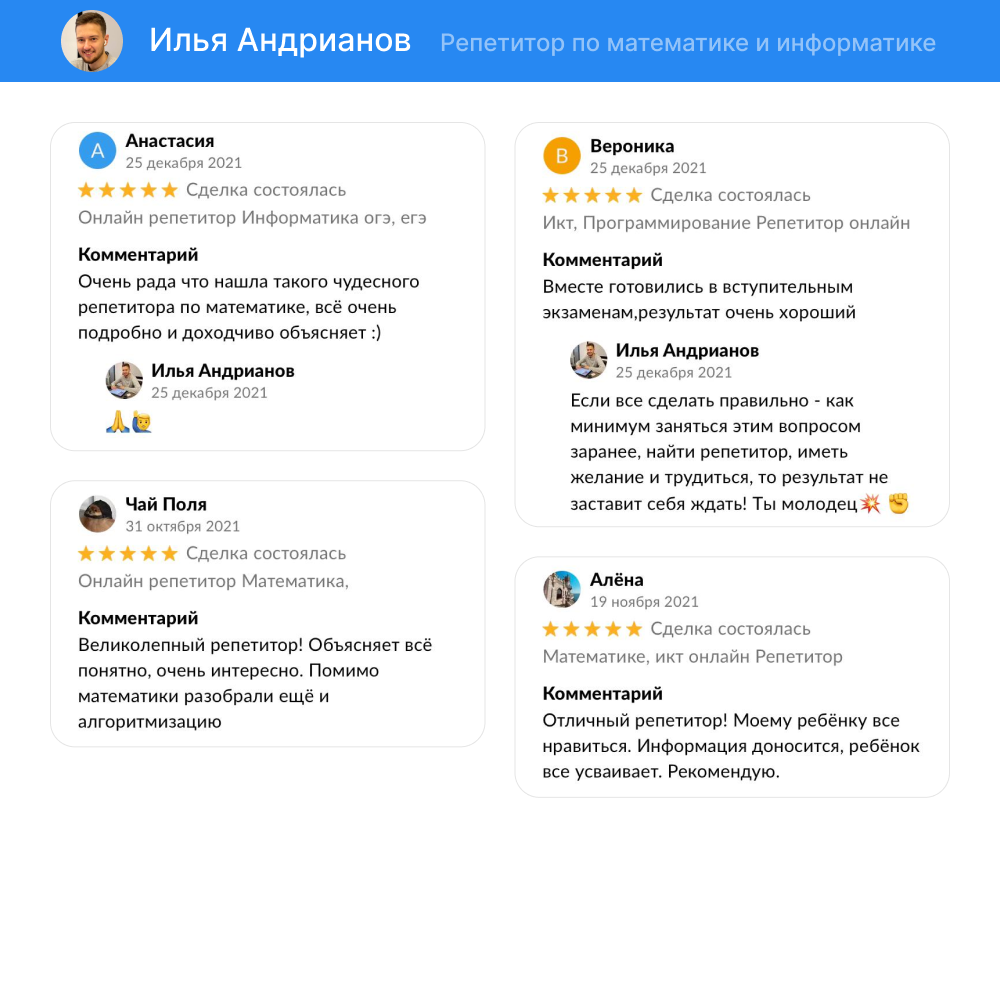 Илья Андрианов Репетитор по математике и информатике
А
Анастасия
25 декабря 2021
Сделка состоялась
Онлайн репетитор Информатика огэ, егэ
Комментарий
Очень рада что нашла такого чудесного
репетитора по математике, всё очень
подробно и доходчиво объясняет :)
Илья Андрианов
25 декабря 2021
🙏🙋‍♂️
Чай Поля
31 октября 2021
Сделка состоялась
Онлайн репетитор Математика,
Комментарий
Великолепный репетитор! Объясняет всё
понятно, очень интересно. Помимо
математики разобрали ещё и
алгоритмизацию
В
Вероника
25 декабря 2021
Сделка состоялась
Икт, Программирование Репетитор онлайн
Комментарий
Вместе готовились в вступительным
экзаменам,результат очень хороший
Илья Андрианов
25 декабря 2021
Если все сделать правильно - как
минимум заняться этим вопросом
заранее, найти репетитор, иметь
желание и трудиться, то результат не
заставит себя ждать! Ты молодец💥 ✊
Алёна
19 ноября 2021
Сделка состоялась
Математике, икт онлайн Репетитор
Комментарий
Отличный репетитор! Моему ребёнку все
нравиться. Информация доносится, ребёнок
все усваивает. Рекомендую.